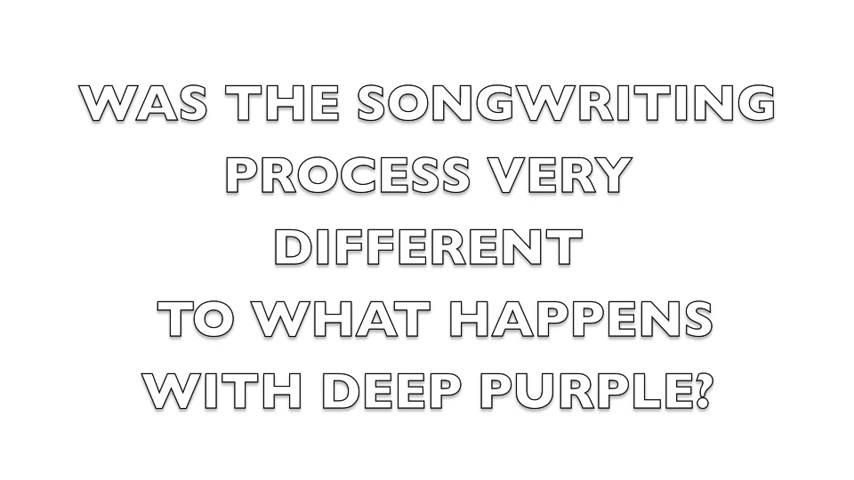 WAS THE SONGWRITING
PROCESS VERY
DIFFERENT
TO WHAT HAPPENS
WITH DEEP PURPLE?